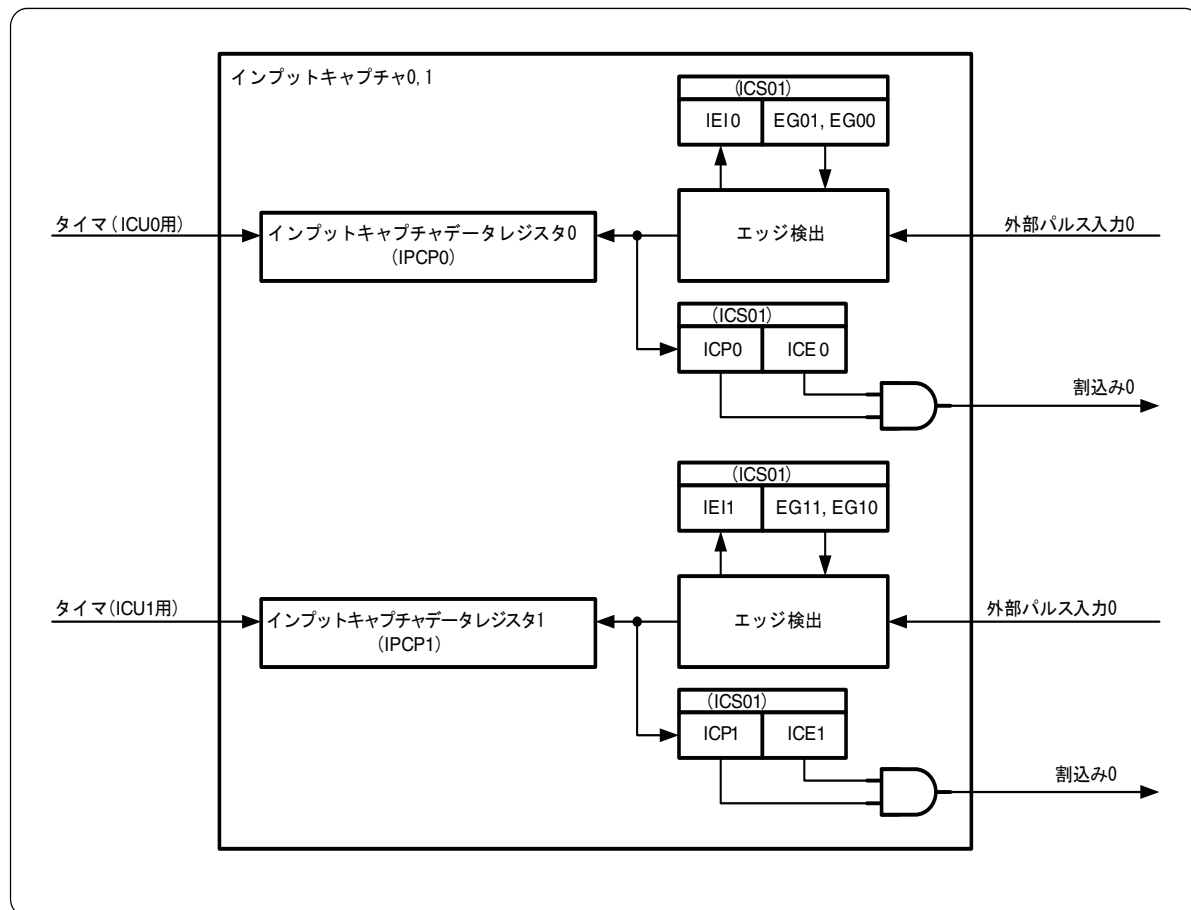 インプットキャプチャ0, 1
(ICS01)
IEI0
EG01, EG00
タイマ(ICU0用)
インプットキャプチャデータレジスタ0
(IPCP0)
エッジ検出
外部パルス入力0
(ICS01)
ICP0
ICE0
割込み0
(ICS01)
IEI1
EG11, EG10
タイマ(ICU1用)
インプットキャプチャデータレジスタ1
(IPCP1)
エッジ検出
外部パルス入力0
(ICS01)
ICP1
ICE1
割込み0